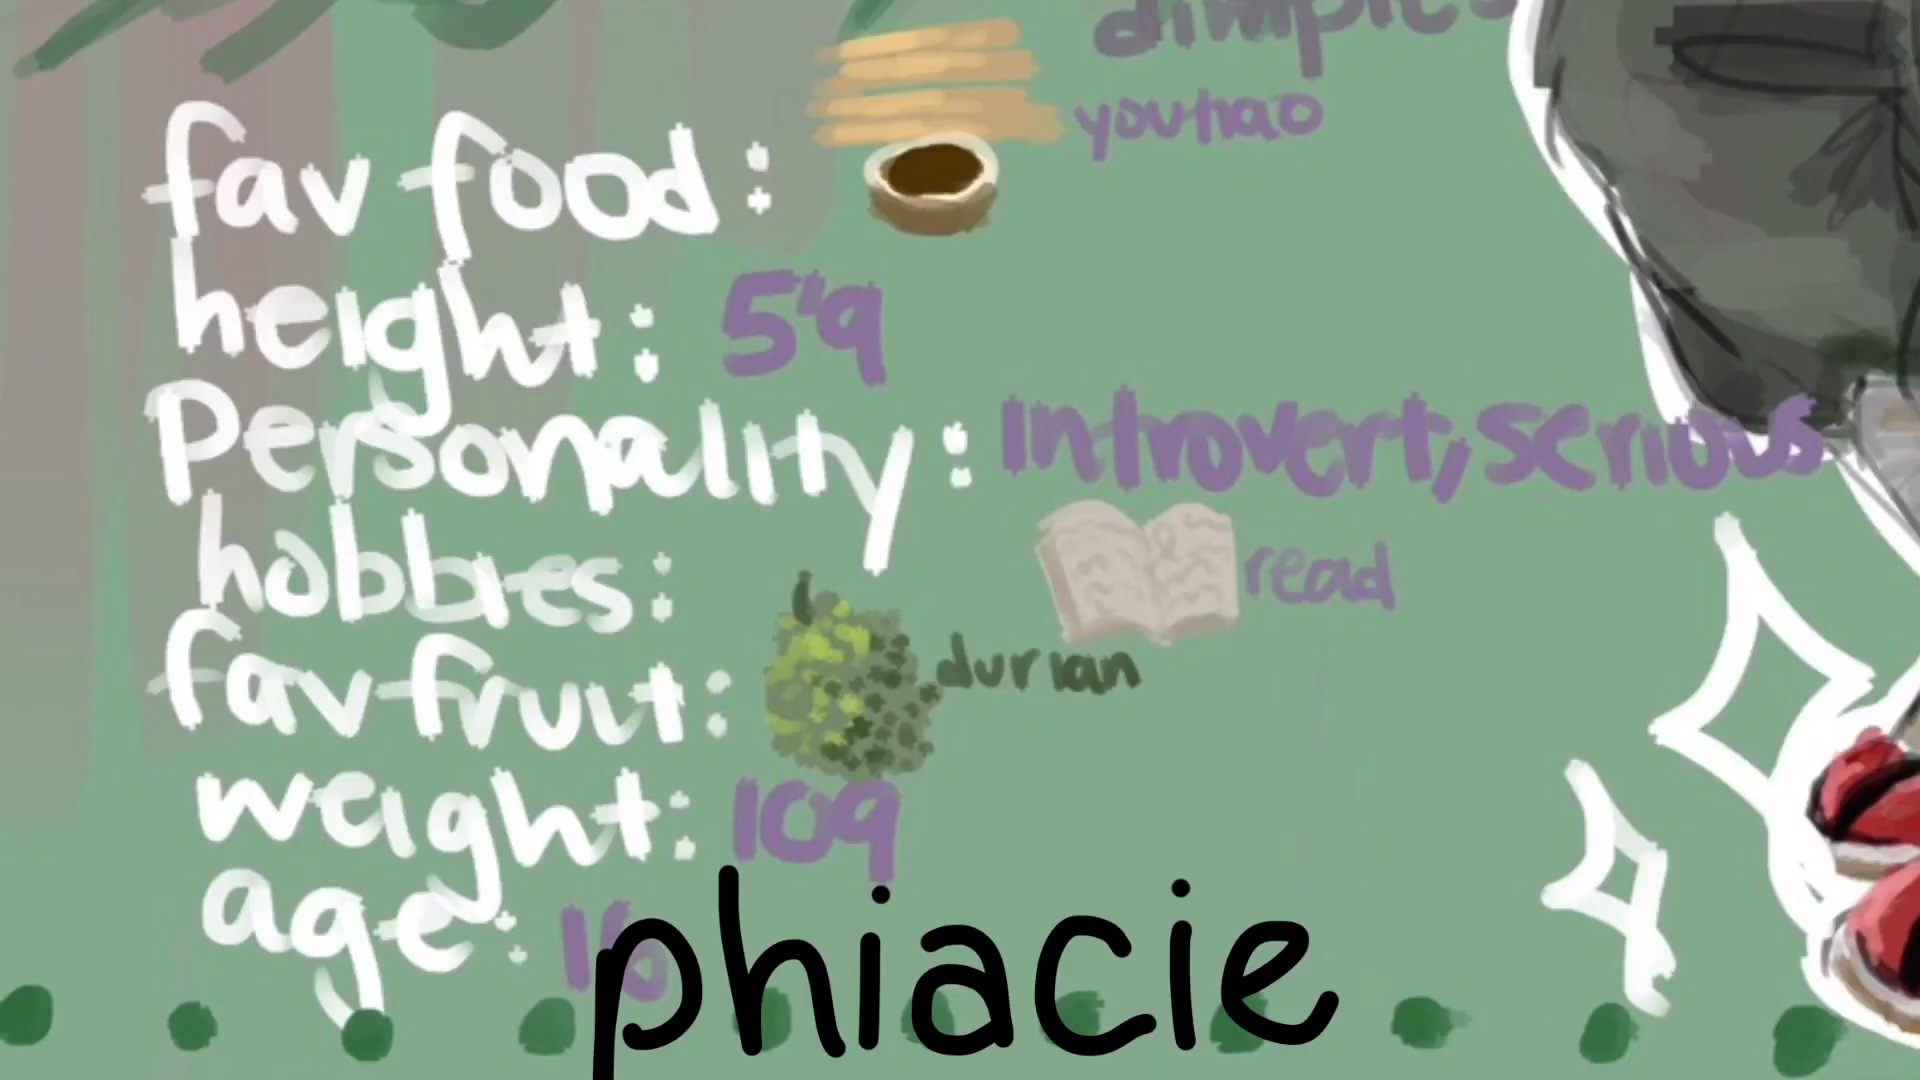 dimples
youtiao
fav food:
height: 5'9
Personality: Introvert, serious
hobbies: read
fav fruit: durian
weight: 109
age: 16
phiacie